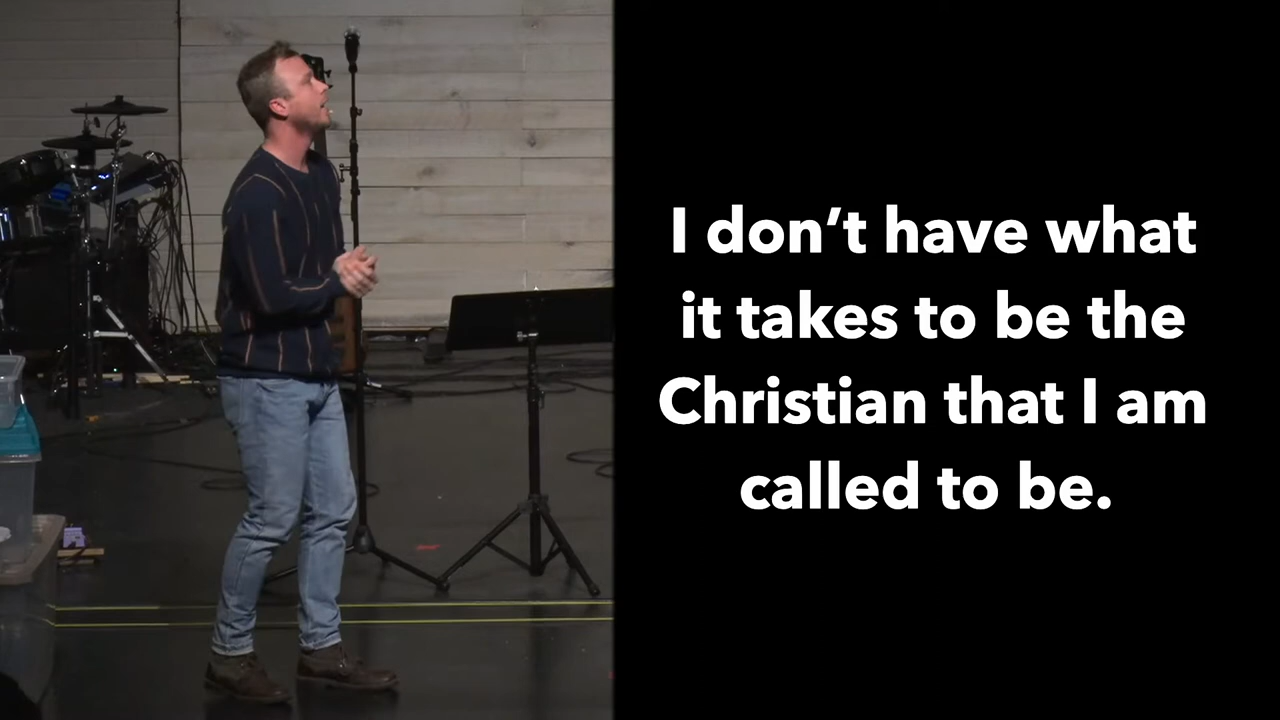 I don’t have what
it takes to be the
Christian that I am
called to be.